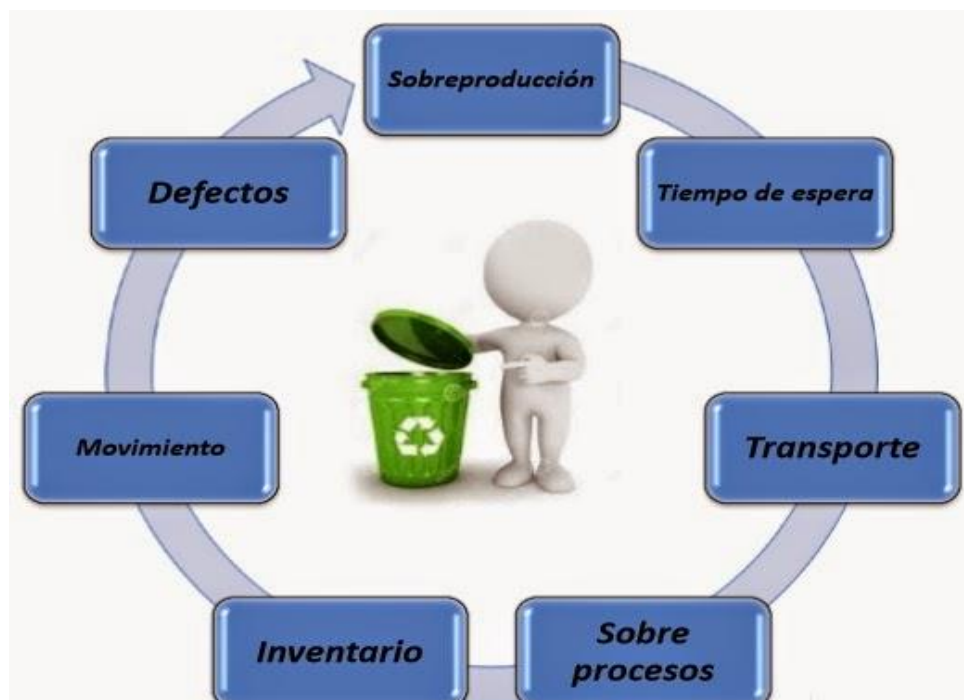 Sobreproducción
Tiempo de espera
Transporte
Sobre
procesos
Inventario
Movimiento
Defectos